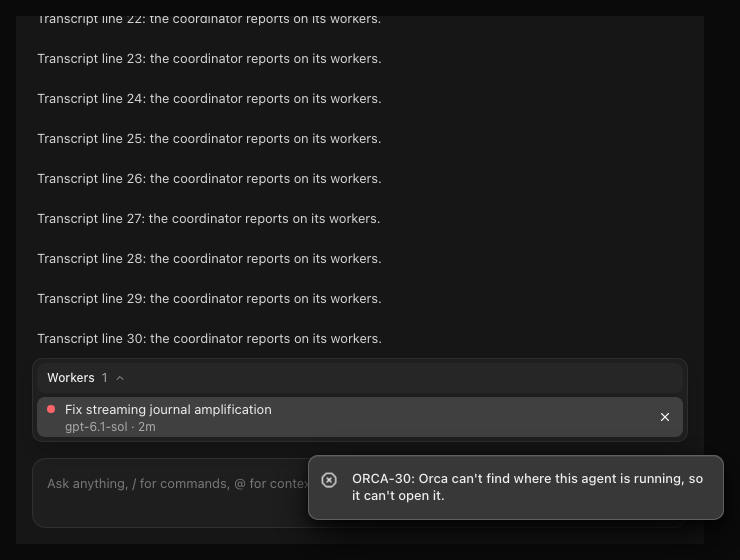 Transcript line 22: the coordinator reports on its workers.
Transcript line 23: the coordinator reports on its workers.
Transcript line 24: the coordinator reports on its workers.
Transcript line 25: the coordinator reports on its workers.
Transcript line 26: the coordinator reports on its workers.
Transcript line 27: the coordinator reports on its workers.
Transcript line 28: the coordinator reports on its workers.
Transcript line 29: the coordinator reports on its workers.
Transcript line 30: the coordinator reports on its workers.
Workers 1
Fix streaming journal amplification
gpt-6.1-sol · 2m
Ask anything, / for commands, @ for
ORCA-30: Orca can't find where this agent is running, so
it can't open it.